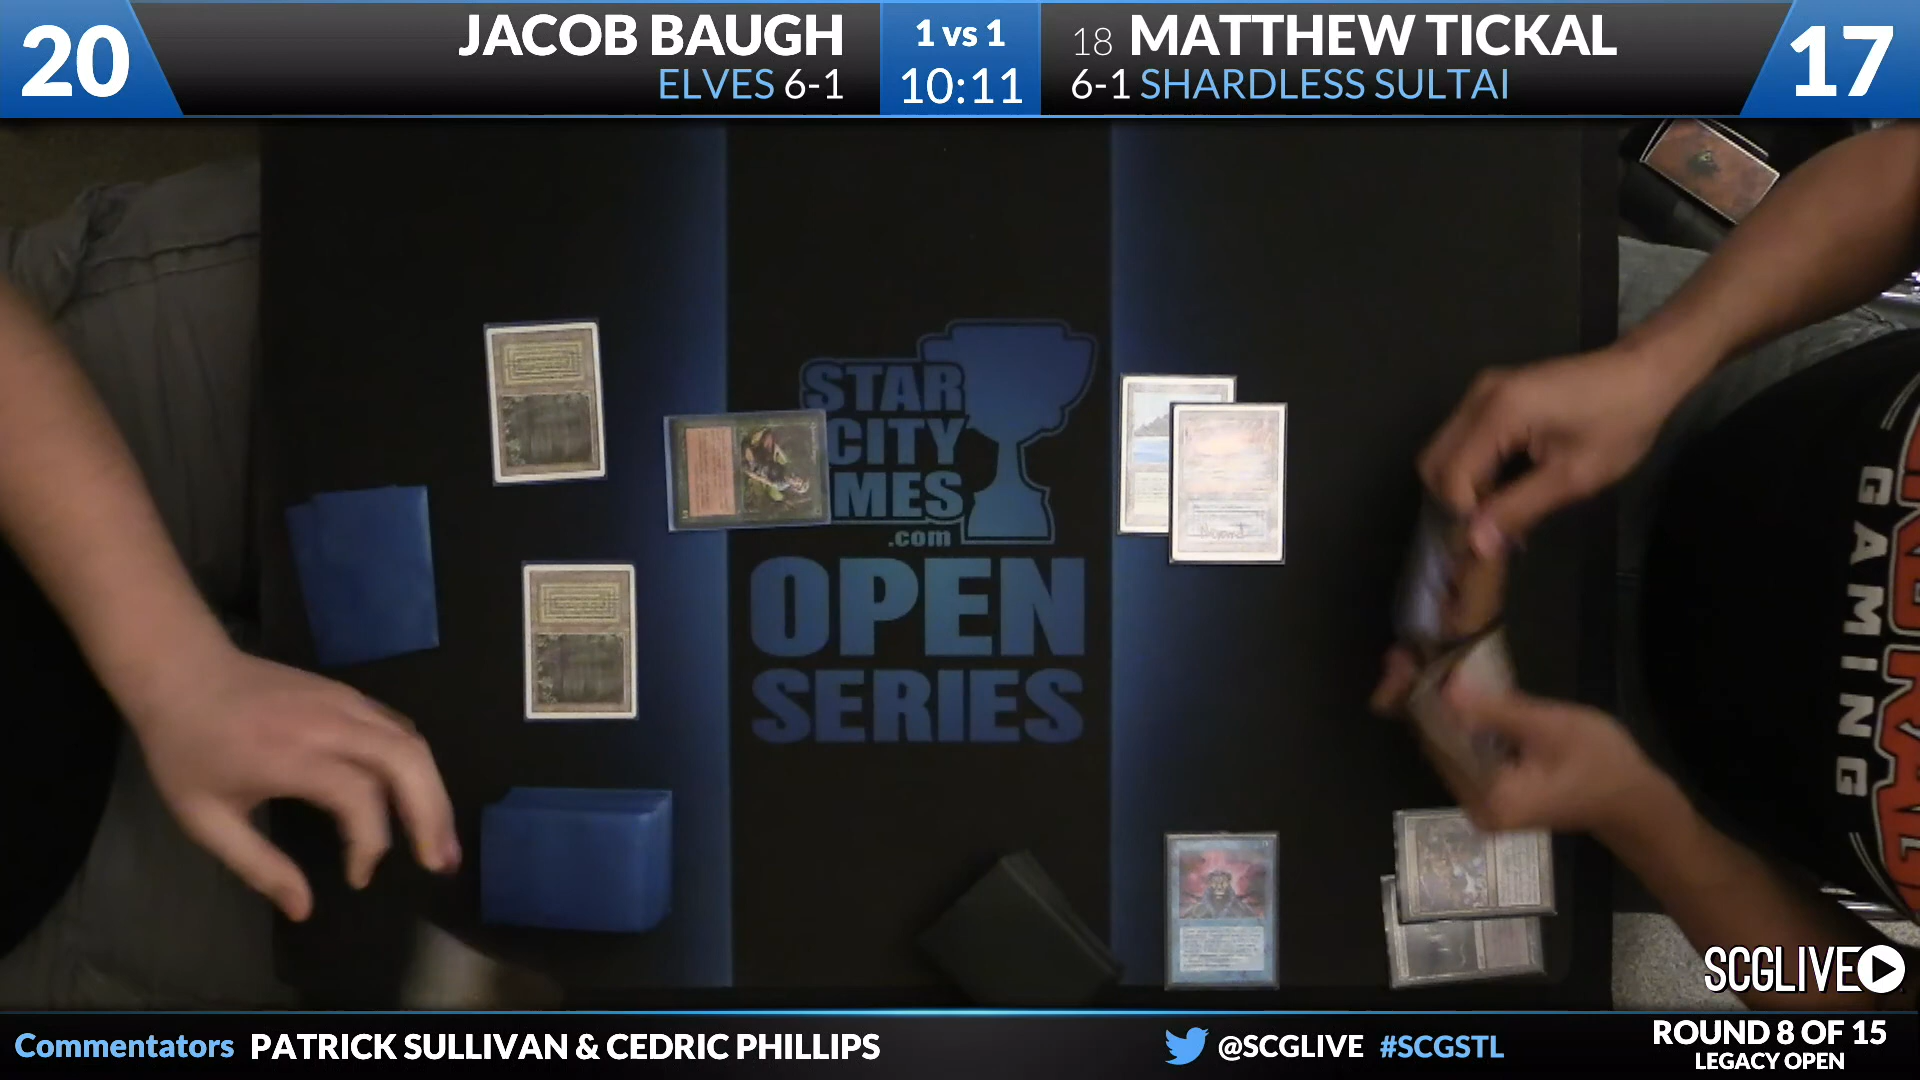 20
JACOB BAUGH
ELVES 6-1
1 vs 1
10:11
18 MATTHEW TICKAL
6-1 SHARDLESS SULTAI
17
STAR
CITY
MES
.com
OPEN
SERIES
GAMING
SCGLIVE
Commentators PATRICK SULLIVAN & CEDRIC PHILLIPS
@SCGLIVE #SCGSTL
ROUND 8 OF 15
LEGACY OPEN